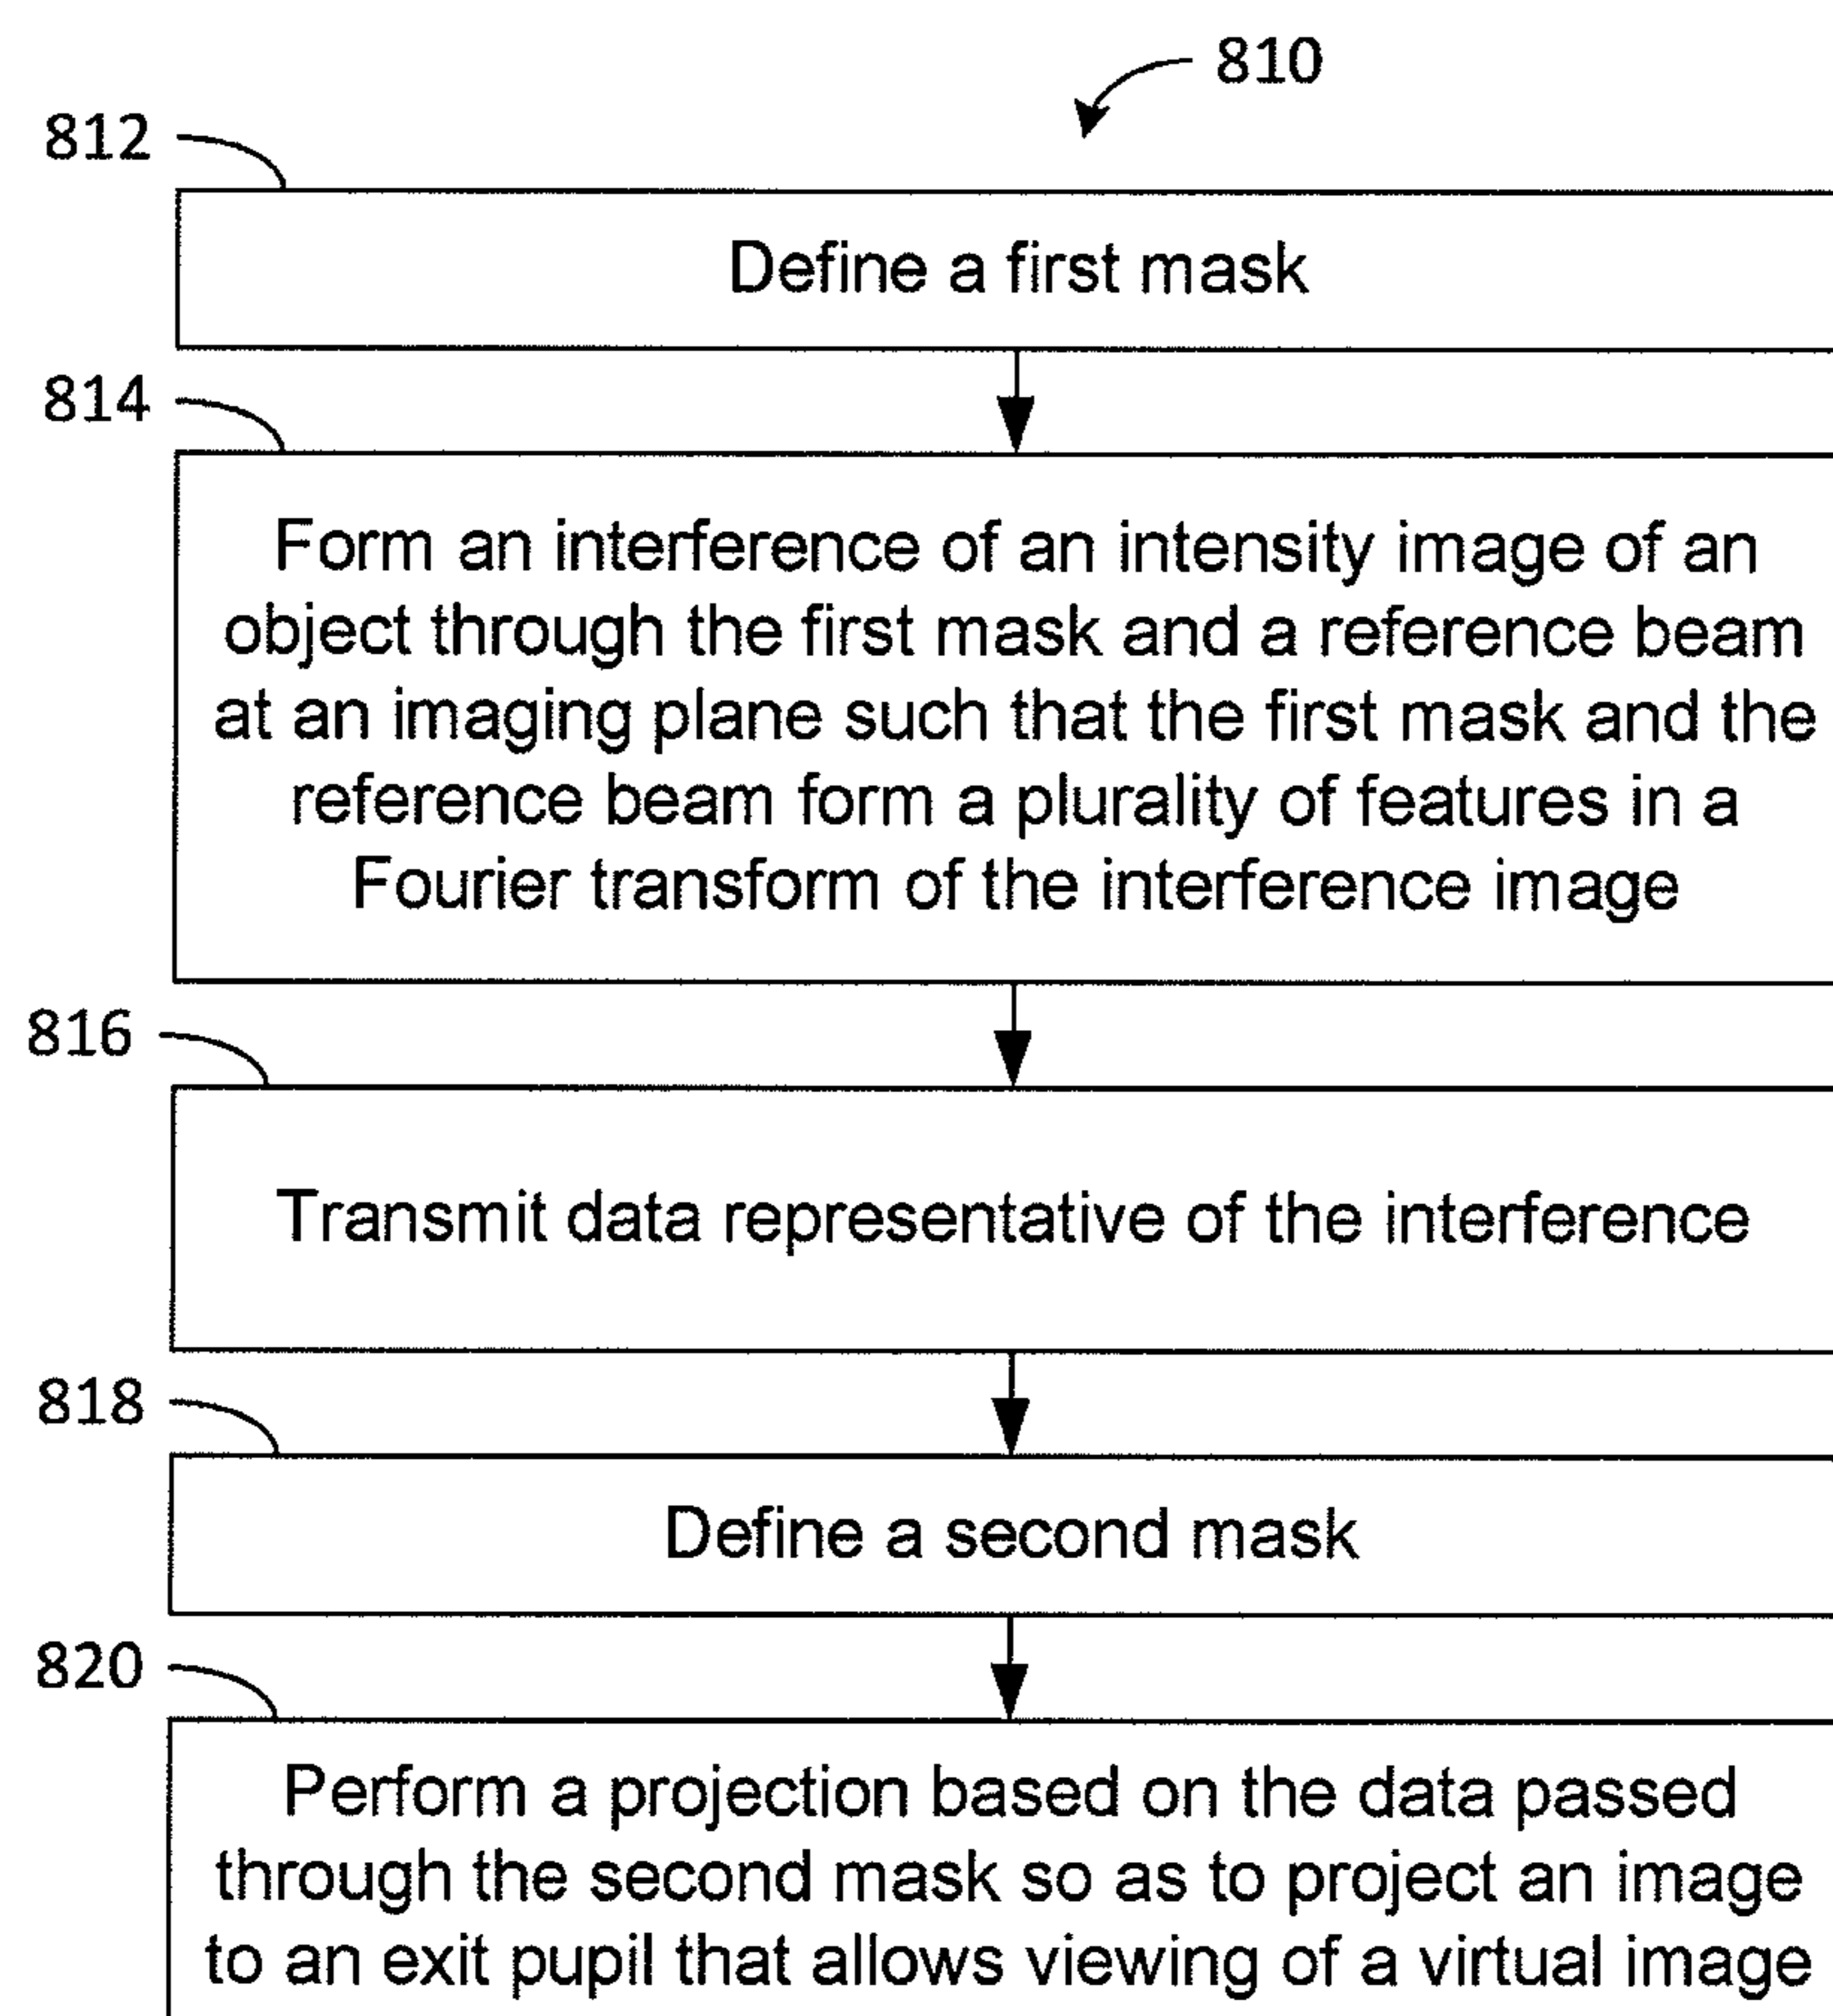 810
812
Define a first mask
814
Form an interference of an intensity image of an
object through the first mask and a reference beam
at an imaging plane such that the first mask and the
reference beam form a plurality of features in a
Fourier transform of the interference image
816
Transmit data representative of the interference
818
Define a second mask
820
Perform a projection based on the data passed
through the second mask so as to project an image
to an exit pupil that allows viewing of a virtual image